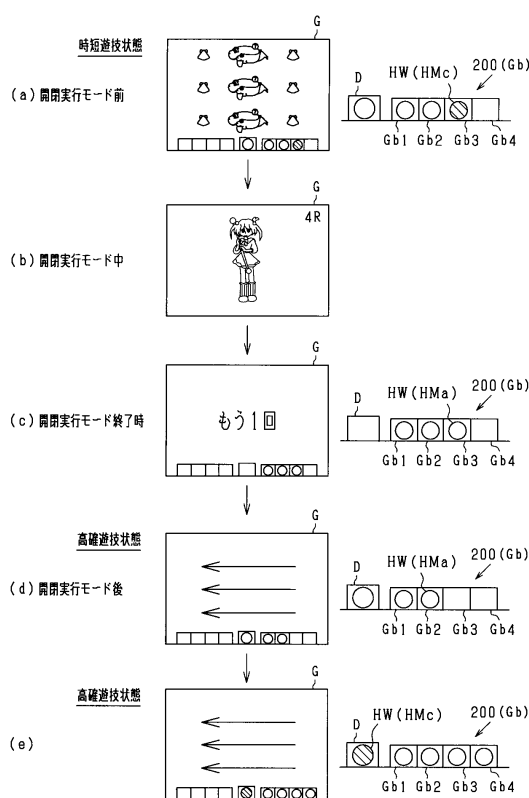 G
時短遊技状態
(a)開閉実行モード前
HW(HMc)
200(Gb)
D
Gb1 Gb2 Gb3 Gb4
G
4R
(b)開閉実行モード中
G
もう1回
(c)開閉実行モード終了時
HW(HMa)
200(Gb)
D
Gb1 Gb2 Gb3 Gb4
G
高確遊技状態
(d)開閉実行モード後
HW(HMa)
200(Gb)
D
Gb1 Gb2 Gb3 Gb4
G
高確遊技状態
(e)
HW(HMc)
200(Gb)
D
Gb1 Gb2 Gb3 Gb4